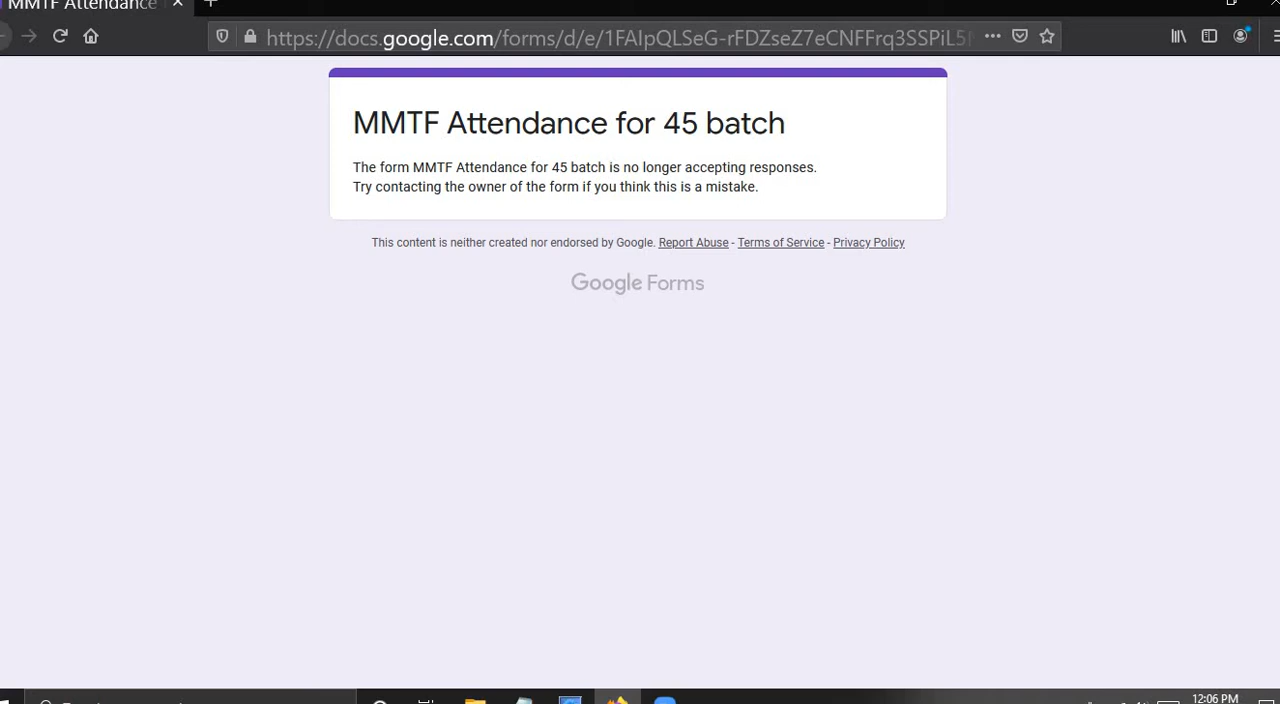 MMTF Attendance
https://docs.google.com/forms/d/e/1FAIpQLSeG-rFDZseZ7eCNFFrq3SSPiL5
MMTF Attendance for 45 batch
The form MMTF Attendance for 45 batch is no longer accepting responses.
Try contacting the owner of the form if you think this is a mistake.
This content is neither created nor endorsed by Google. Report Abuse - Terms of Service - Privacy Policy
Google Forms
12:06 PM